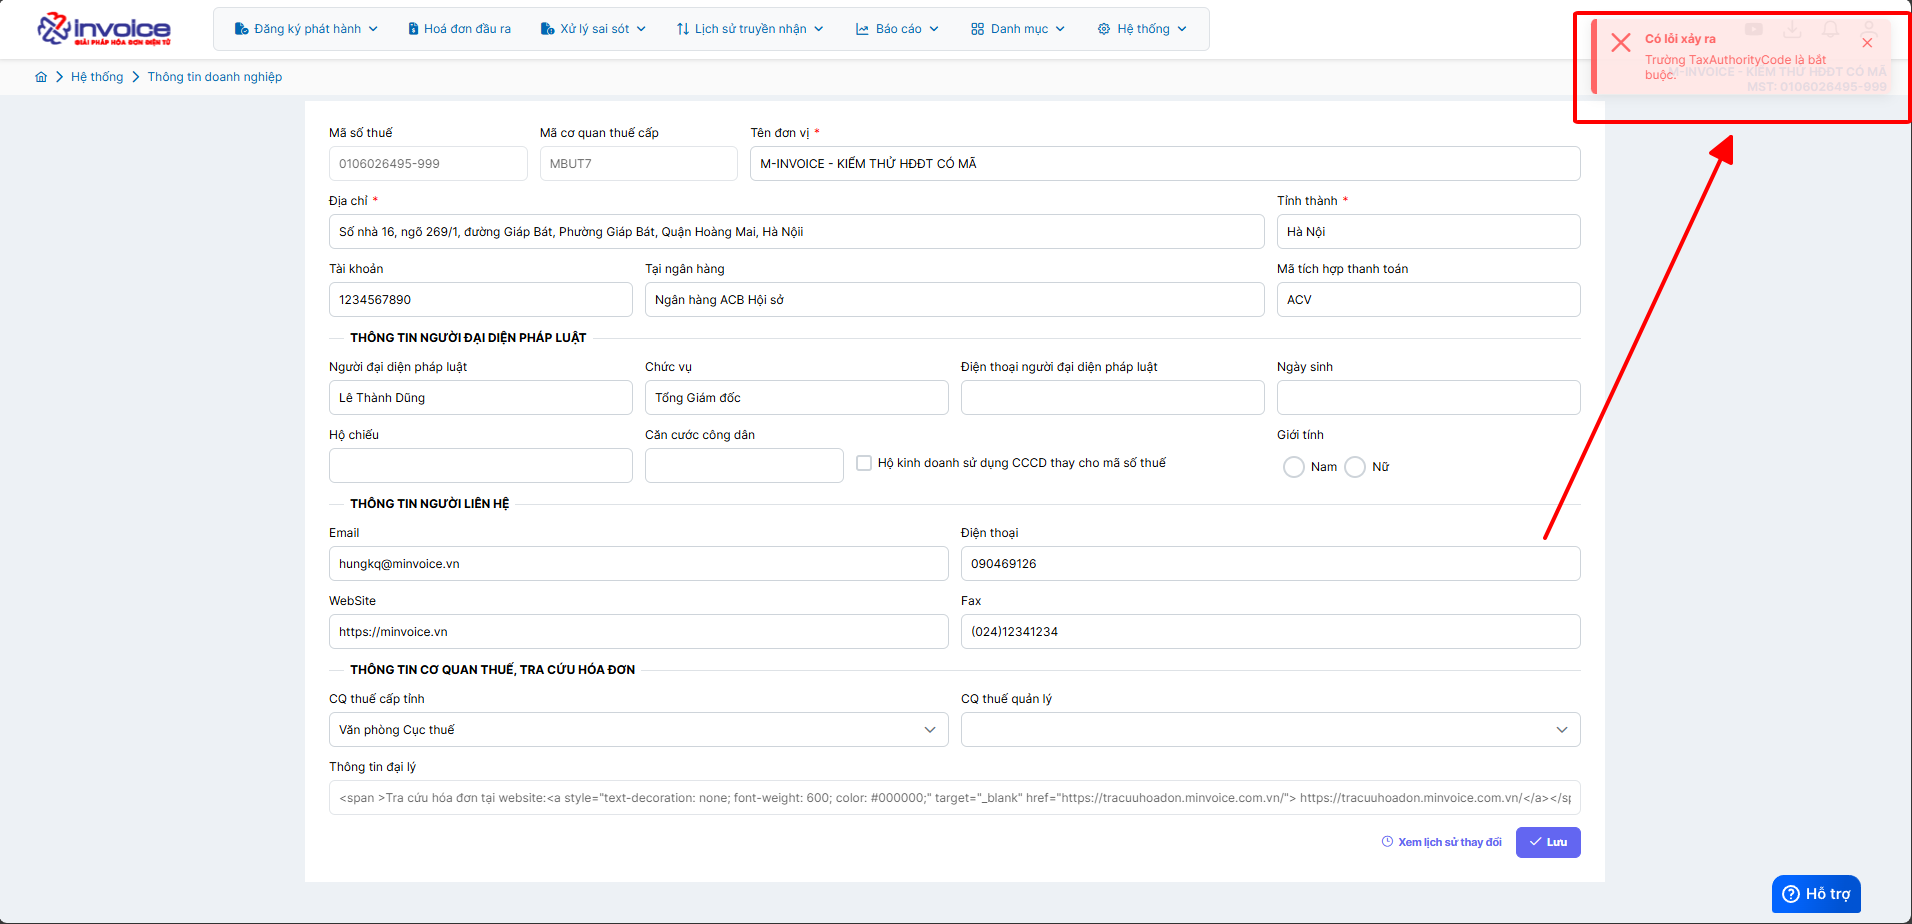 invoice
GIẢI PHÁP HÓA ĐƠN ĐIỆN TỬ
Đăng ký phát hành
Hoá đơn đầu ra
Xử lý sai sót
Lịch sử truyền nhận
Báo cáo
Danh mục
Hệ thống
Có lỗi xảy ra
Trường TaxAuthorityCode là bắt
buộc.
M-INVOICE - KIỂM THỬ HĐĐT CÓ MÃ
MST: 0106026495-999
Hệ thống
Thông tin doanh nghiệp
Mã số thuế
Mã cơ quan thuế cấp
Tên đơn vị *
0106026495-999
MBUT7
M-INVOICE - KIỂM THỬ HĐĐT CÓ MÃ
Địa chỉ *
Tỉnh thành *
Số nhà 16, ngõ 269/1, đường Giáp Bát, Phường Giáp Bát, Quận Hoàng Mai, Hà Nộii
Hà Nội
Tài khoản
Tại ngân hàng
Mã tích hợp thanh toán
1234567890
Ngân hàng ACB Hội sở
ACV
THÔNG TIN NGƯỜI ĐẠI DIỆN PHÁP LUẬT
Người đại diện pháp luật
Chức vụ
Điện thoại người đại diện pháp luật
Ngày sinh
Lê Thành Dũng
Tổng Giám đốc
Hộ chiếu
Căn cước công dân
Giới tính
Hộ kinh doanh sử dụng CCCD thay cho mã số thuế
Nam
Nữ
THÔNG TIN NGƯỜI LIÊN HỆ
Email
Điện thoại
hungkq@minvoice.vn
090469126
WebSite
Fax
https://minvoice.vn
(024)12341234
THÔNG TIN CƠ QUAN THUẾ, TRA CỨU HÓA ĐƠN
CQ thuế cấp tỉnh
CQ thuế quản lý
Văn phòng Cục thuế
Thông tin đại lý
<span >Tra cứu hóa đơn tại website:<a style="text-decoration: none; font-weight: 600; color: #000000;" target="_blank" href="https://tracuuhoadon.minvoice.com.vn/"> https://tracuuhoadon.minvoice.com.vn/</a></sp
Xem lịch sử thay đổi
Lưu
Hỗ trợ